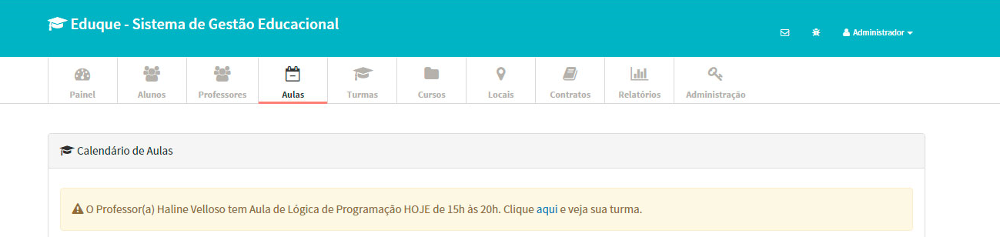 Eduque - Sistema de Gestão Educacional
Administrador
Painel
Alunos
Professores
Aulas
Turmas
Cursos
Locais
Contratos
Relatórios
Administração
Calendário de Aulas
O Professor(a) Haline Velloso tem Aula de Lógica de Programação HOJE de 15h às 20h. Clique aqui e veja sua turma.